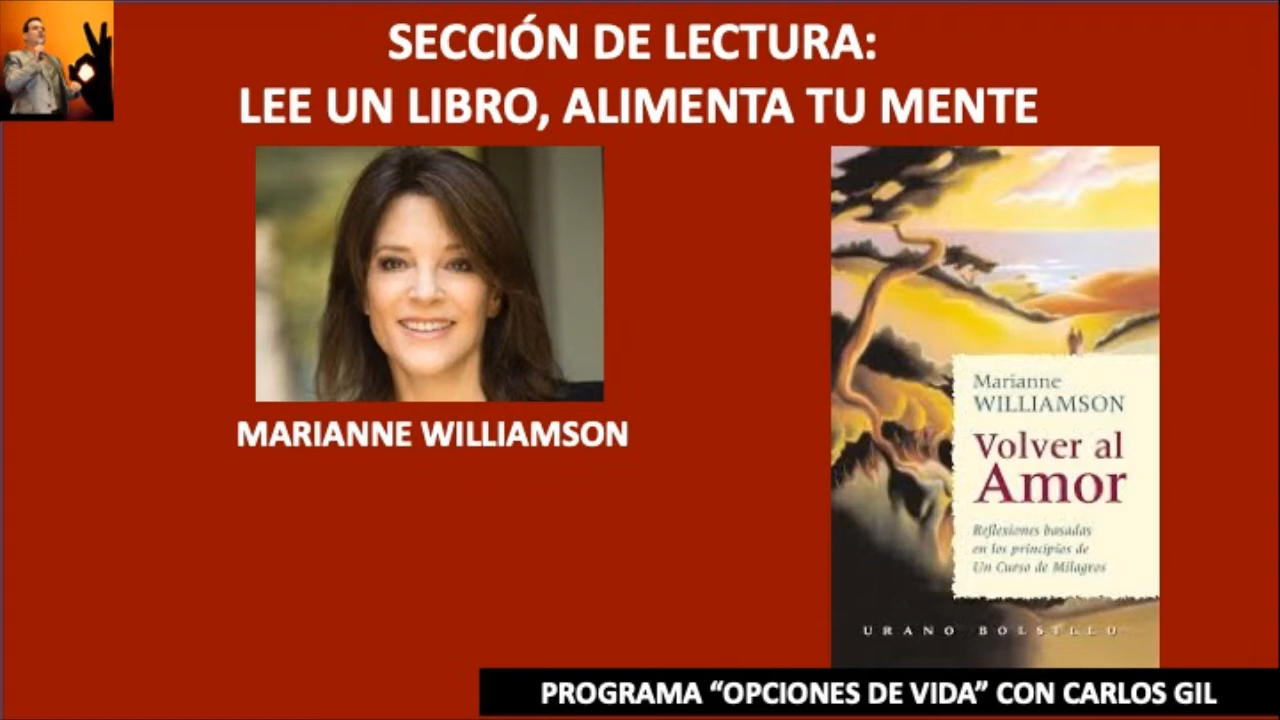 SECCIÓN DE LECTURA:
LEE UN LIBRO, ALIMENTA TU MENTE
MARIANNE WILLIAMSON
Marianne
WILLIAMSON
Volver al
Amor
Reflexiones basadas
en los principios de
Un Curso de Milagros
URANO BOLSILLO
PROGRAMA “OPCIONES DE VIDA” CON CARLOS GIL